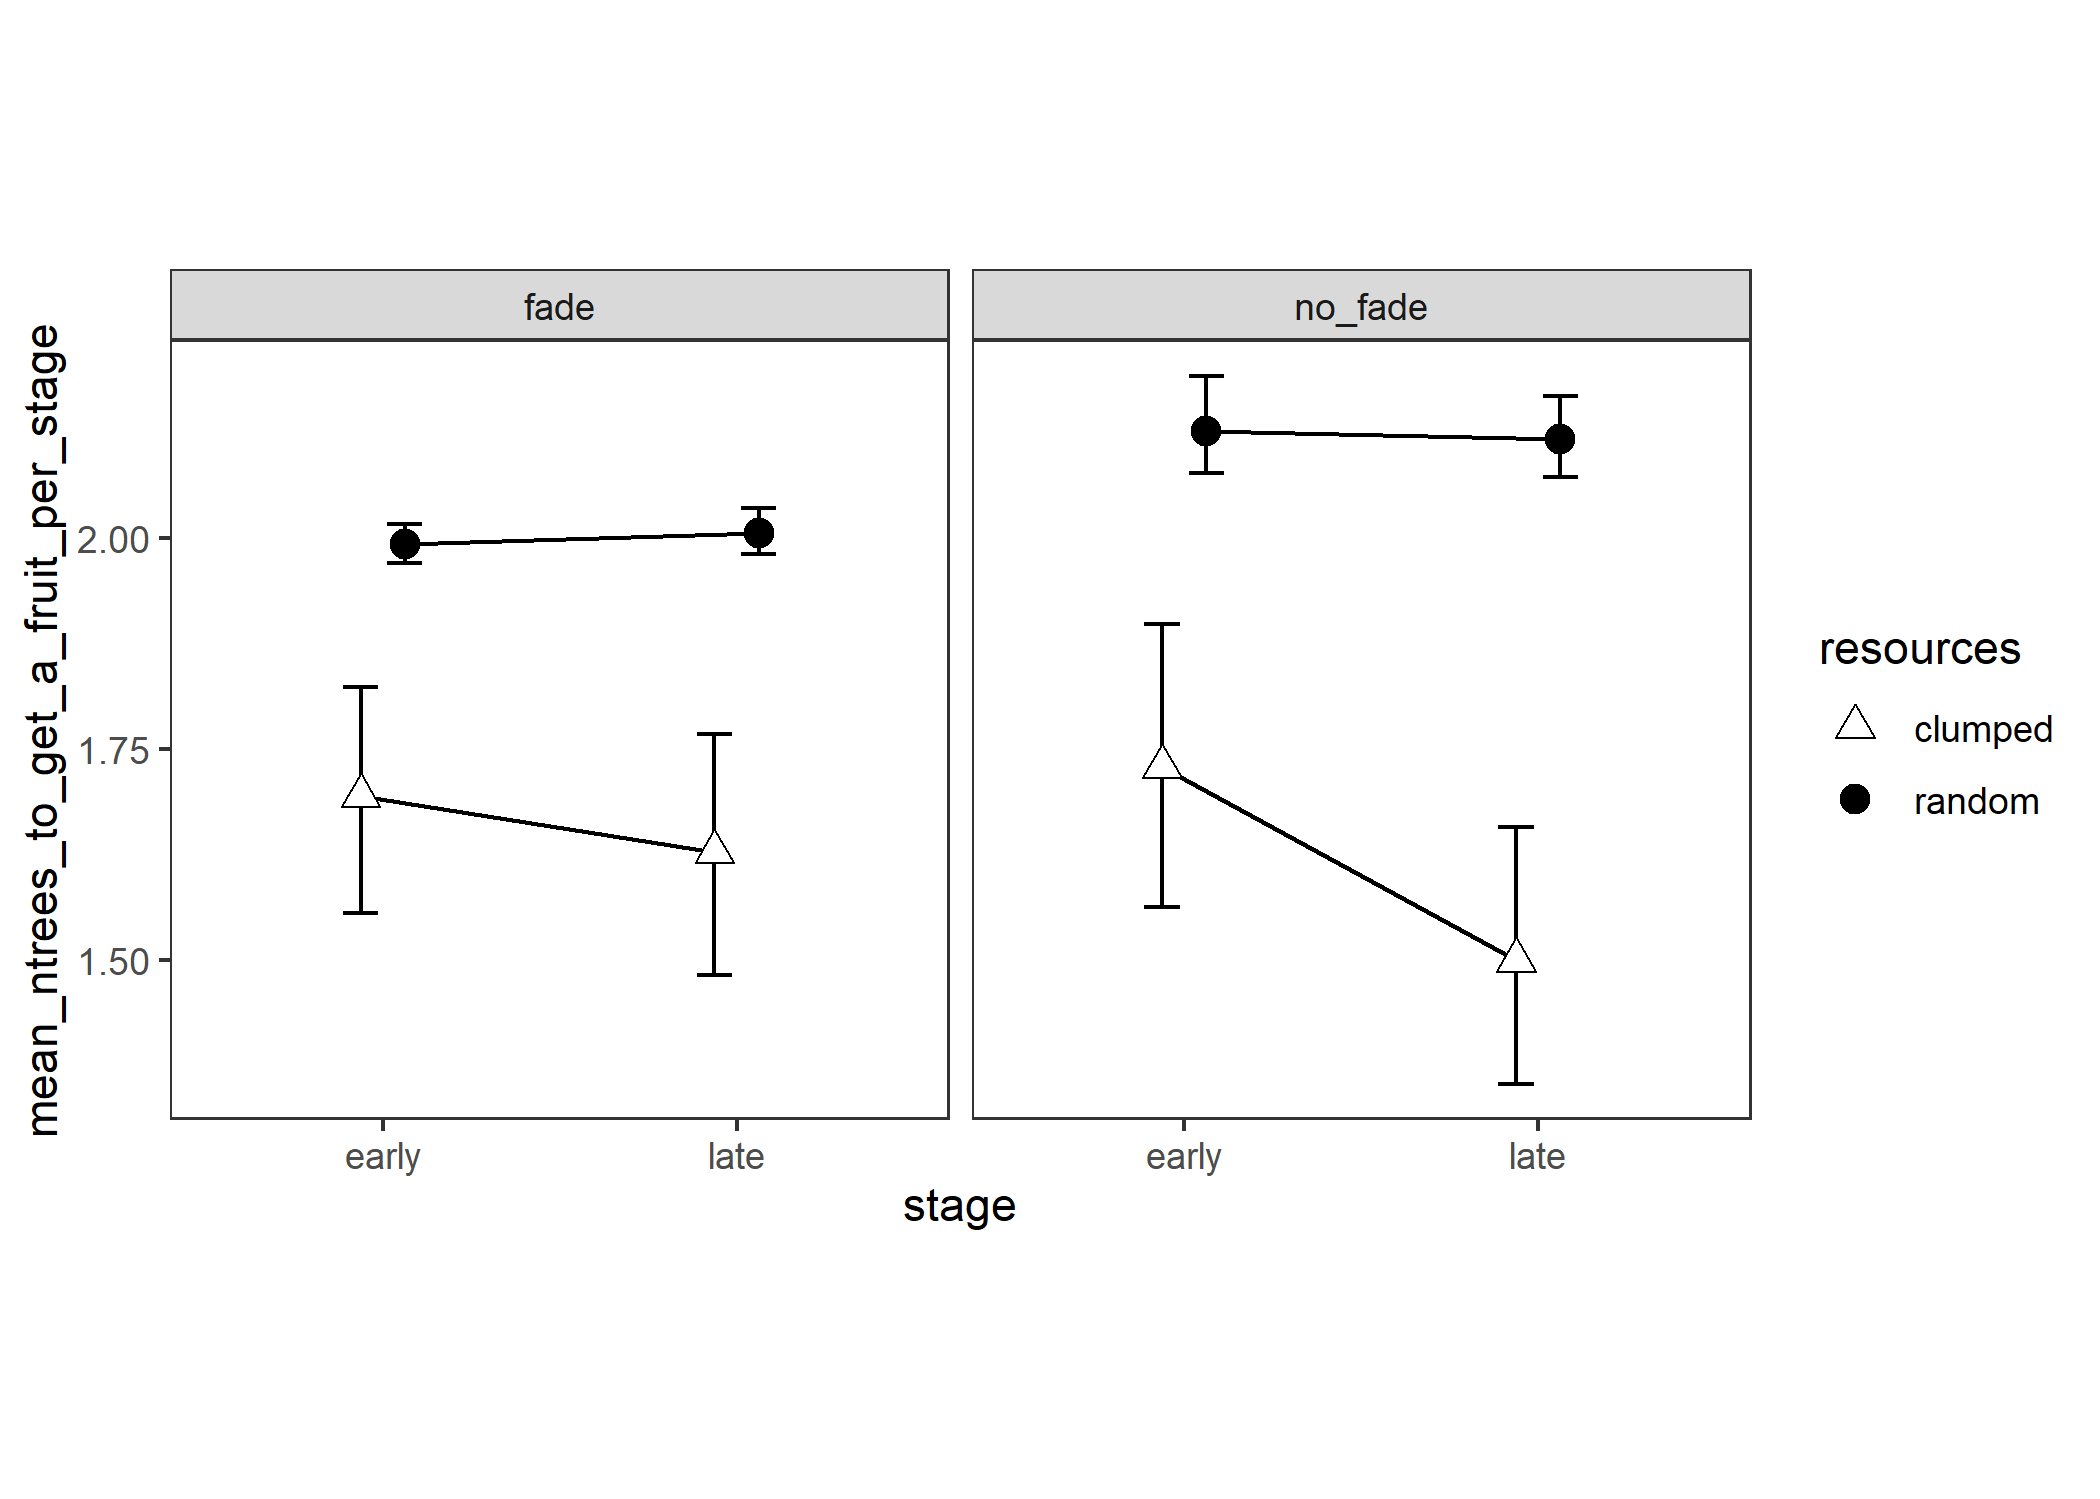 fade
no_fade
mean_ntrees_to_get_a_fruit_per_stage
2.00
1.75
1.50
early
late
early
late
stage
resources
clumped
random